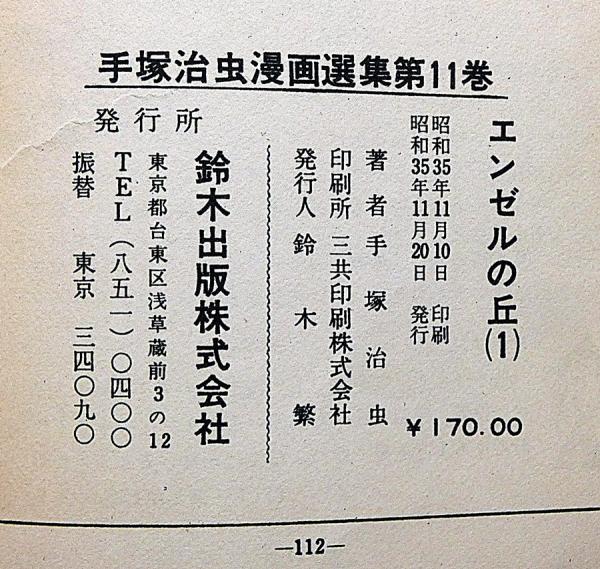 手塚治虫漫画選集第11巻
エンゼルの丘(1)
昭和35年11月10日 印刷
昭和35年11月20日 発行
著者 手塚治虫
印刷所 三共印刷株式会社
発行人 鈴木繁
¥170.00
発行所
鈴木出版株式会社
東京都台東区浅草蔵前3の12
TEL(八五一)〇四〇〇
振替 東京 三四〇九〇
—112—